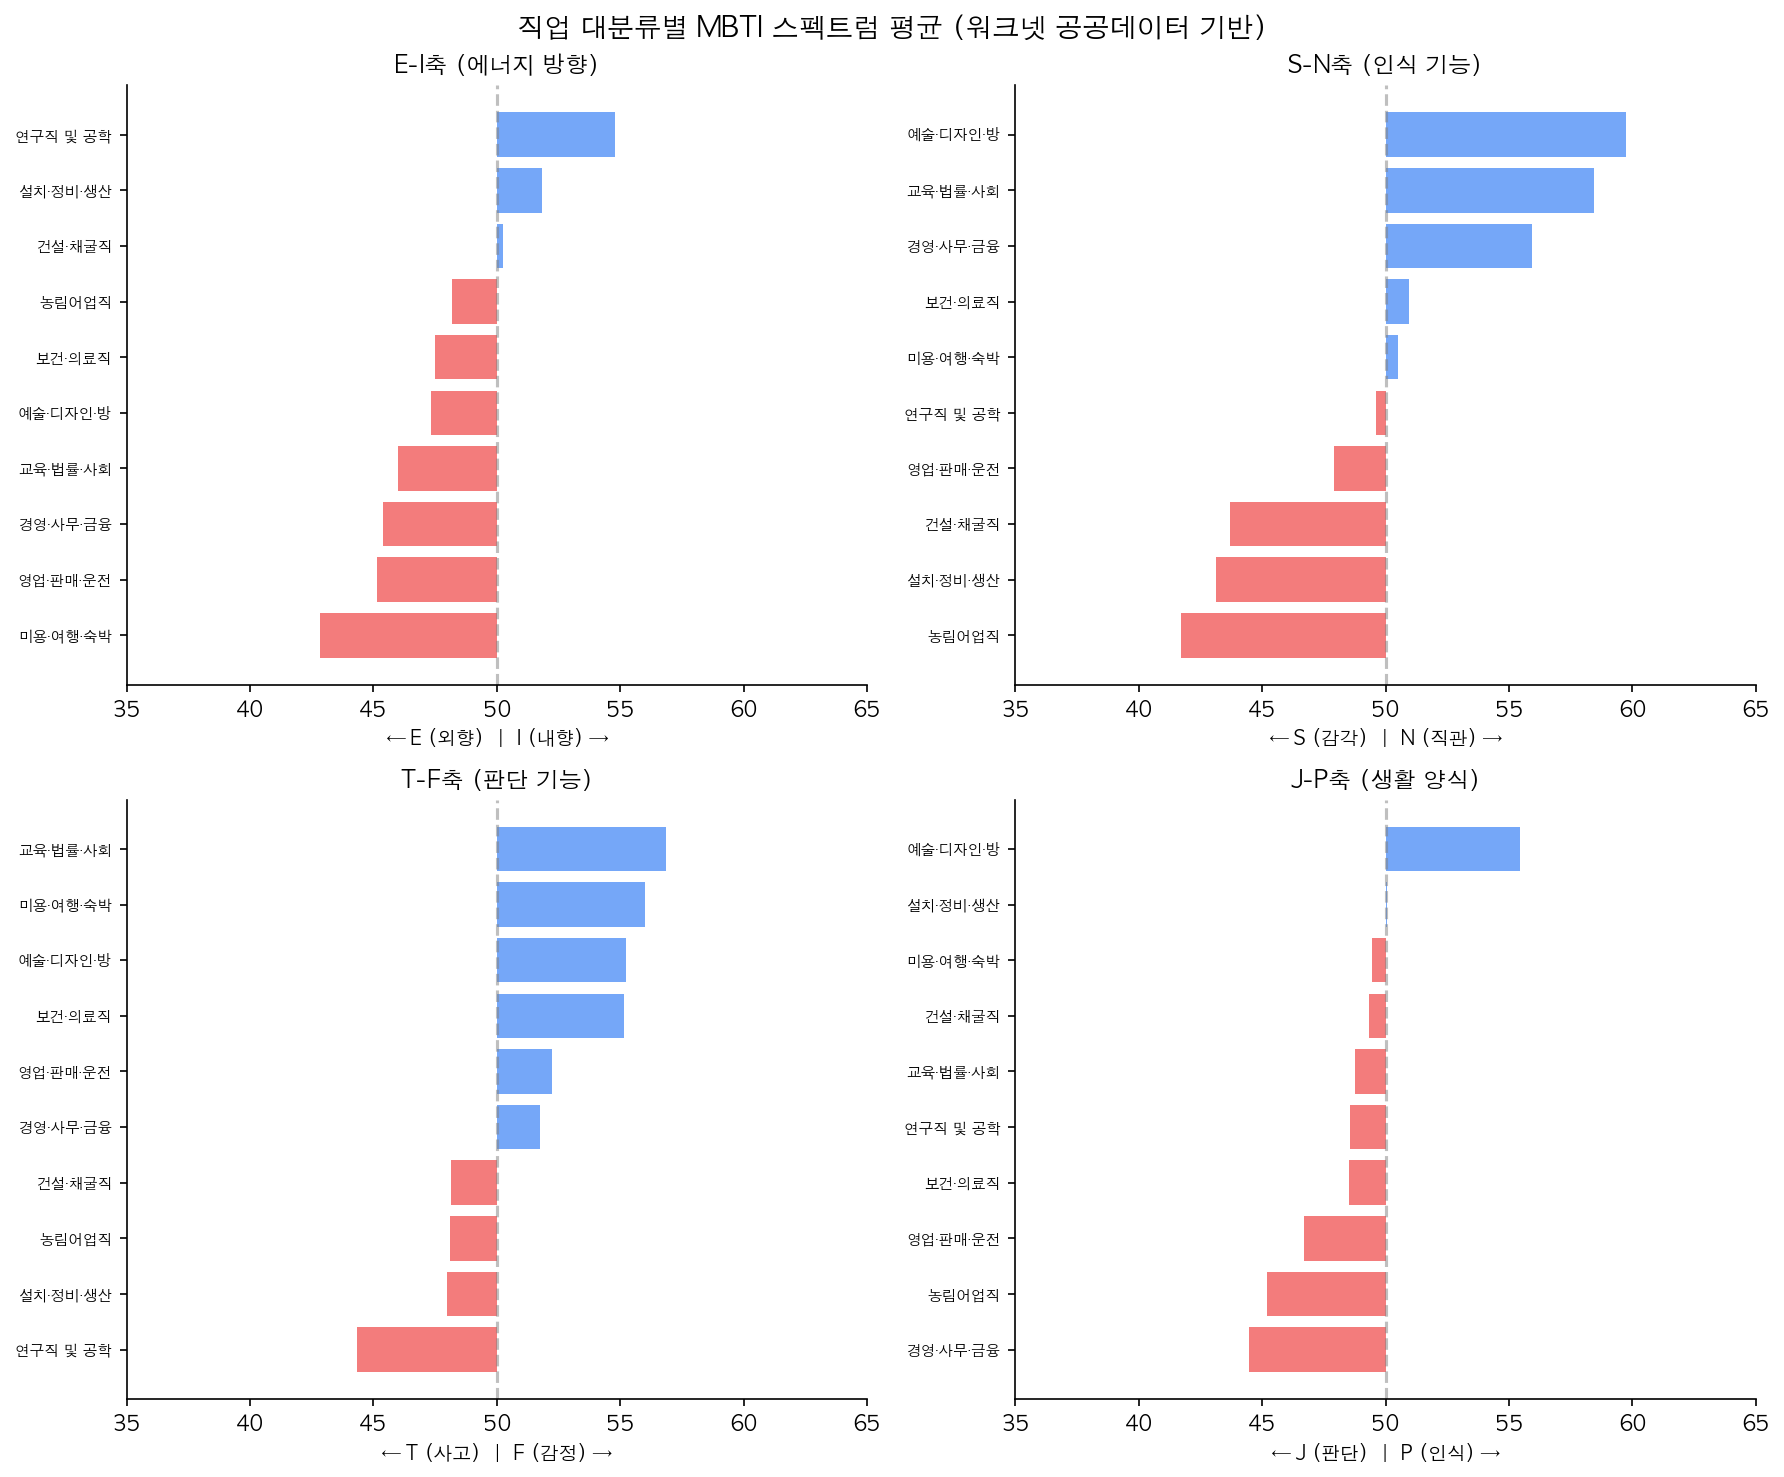 직업 대분류별 MBTI 스펙트럼 평균 (워크넷 공공데이터 기반)
E-I축 (에너지 방향)
연구직 및 공학
설치·정비·생산
건설·채굴직
농림어업직
보건·의료직
예술·디자인·방
교육·법률·사회
경영·사무·금융
영업·판매·운전
미용·여행·숙박
35 40 45 50 55 60 65
← E (외향) | I (내향) →
S-N축 (인식 기능)
예술·디자인·방
교육·법률·사회
경영·사무·금융
보건·의료직
미용·여행·숙박
연구직 및 공학
영업·판매·운전
건설·채굴직
설치·정비·생산
농림어업직
35 40 45 50 55 60 65
← S (감각) | N (직관) →
T-F축 (판단 기능)
교육·법률·사회
미용·여행·숙박
예술·디자인·방
보건·의료직
영업·판매·운전
경영·사무·금융
건설·채굴직
농림어업직
설치·정비·생산
연구직 및 공학
35 40 45 50 55 60 65
← T (사고) | F (감정) →
J-P축 (생활 양식)
예술·디자인·방
설치·정비·생산
미용·여행·숙박
건설·채굴직
교육·법률·사회
연구직 및 공학
보건·의료직
영업·판매·운전
농림어업직
경영·사무·금융
35 40 45 50 55 60 65
← J (판단) | P (인식) →